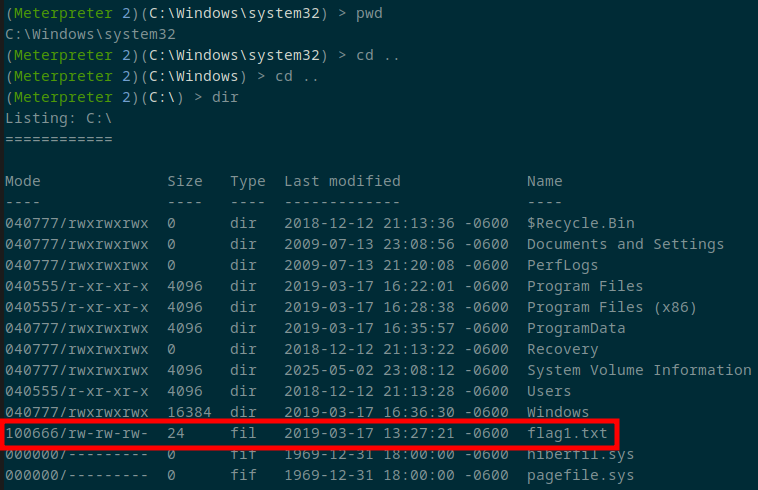 (Meterpreter 2)(C:\Windows\system32) > pwd
C:\Windows\system32
(Meterpreter 2)(C:\Windows\system32) > cd ..
(Meterpreter 2)(C:\Windows) > cd ..
(Meterpreter 2)(C:\) > dir
Listing: C:\
============
Mode Size Type Last modified Name
---- ---- ---- ------------- ----
040777/rwxrwxrwx 0 dir 2018-12-12 21:13:36 -0600 $Recycle.Bin
040777/rwxrwxrwx 0 dir 2009-07-13 23:08:56 -0600 Documents and Settings
040777/rwxrwxrwx 0 dir 2009-07-13 21:20:08 -0600 PerfLogs
040555/r-xr-xr-x 4096 dir 2019-03-17 16:22:01 -0600 Program Files
040555/r-xr-xr-x 4096 dir 2019-03-17 16:28:38 -0600 Program Files (x86)
040777/rwxrwxrwx 4096 dir 2019-03-17 16:35:57 -0600 ProgramData
040777/rwxrwxrwx 0 dir 2018-12-12 21:13:22 -0600 Recovery
040777/rwxrwxrwx 4096 dir 2025-05-02 23:08:12 -0600 System Volume Information
040555/r-xr-xr-x 4096 dir 2018-12-12 21:13:28 -0600 Users
040777/rwxrwxrwx 16384 dir 2019-03-17 16:36:30 -0600 Windows
100666/rw-rw-rw- 24 fil 2019-03-17 13:27:21 -0600 flag1.txt
000000/--------- 0 fif 1969-12-31 18:00:00 -0600 hiberfil.sys
000000/--------- 0 fif 1969-12-31 18:00:00 -0600 pagefile.sys